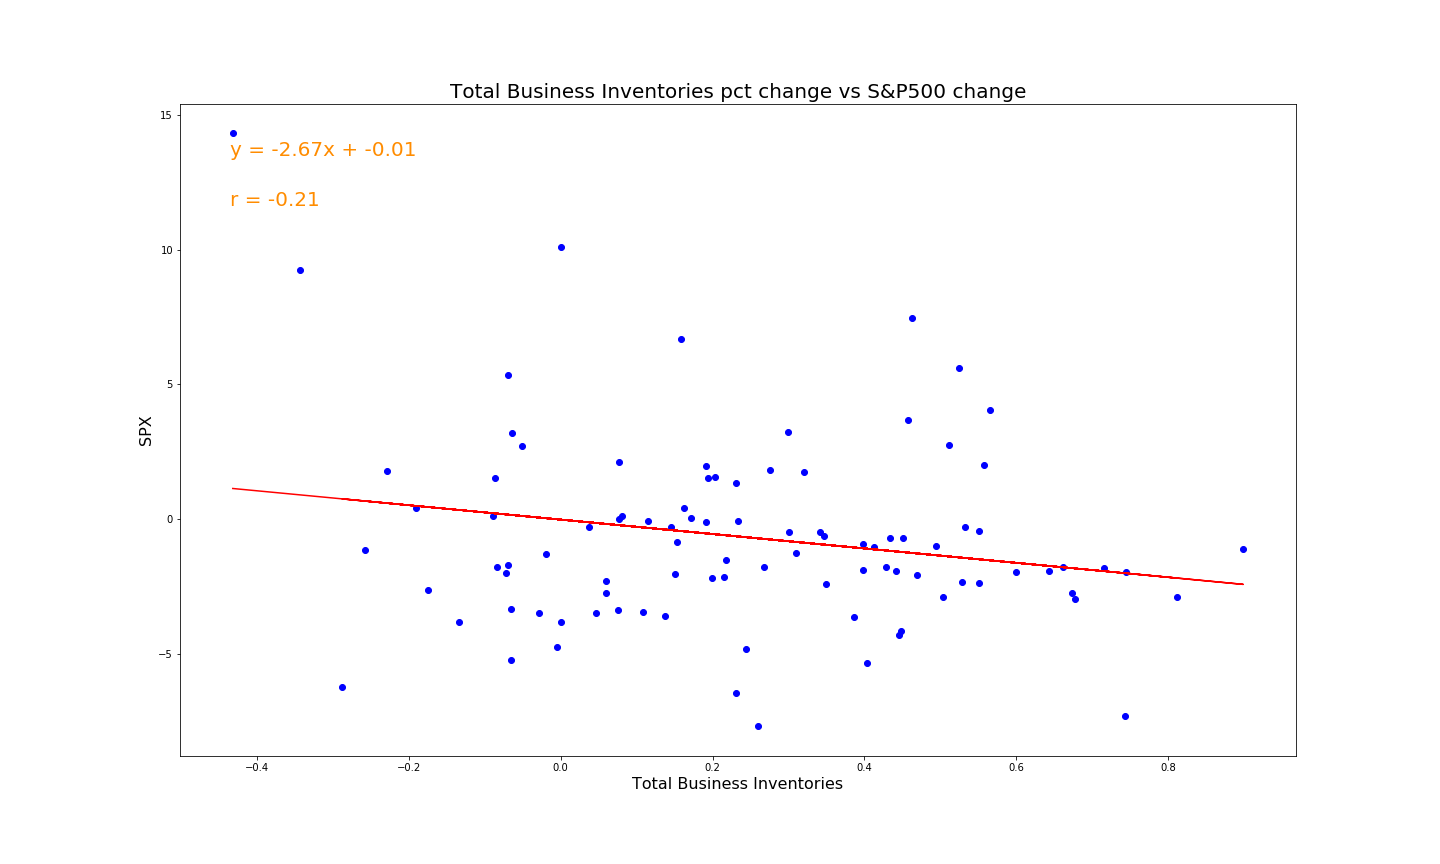 Total Business Inventories pct change vs S&P500 change
15
y = -2.67x + -0.01
r = -0.21
10
5
SPX
0
−5
−0.4 −0.2 0.0 0.2 0.4 0.6 0.8
Total Business Inventories